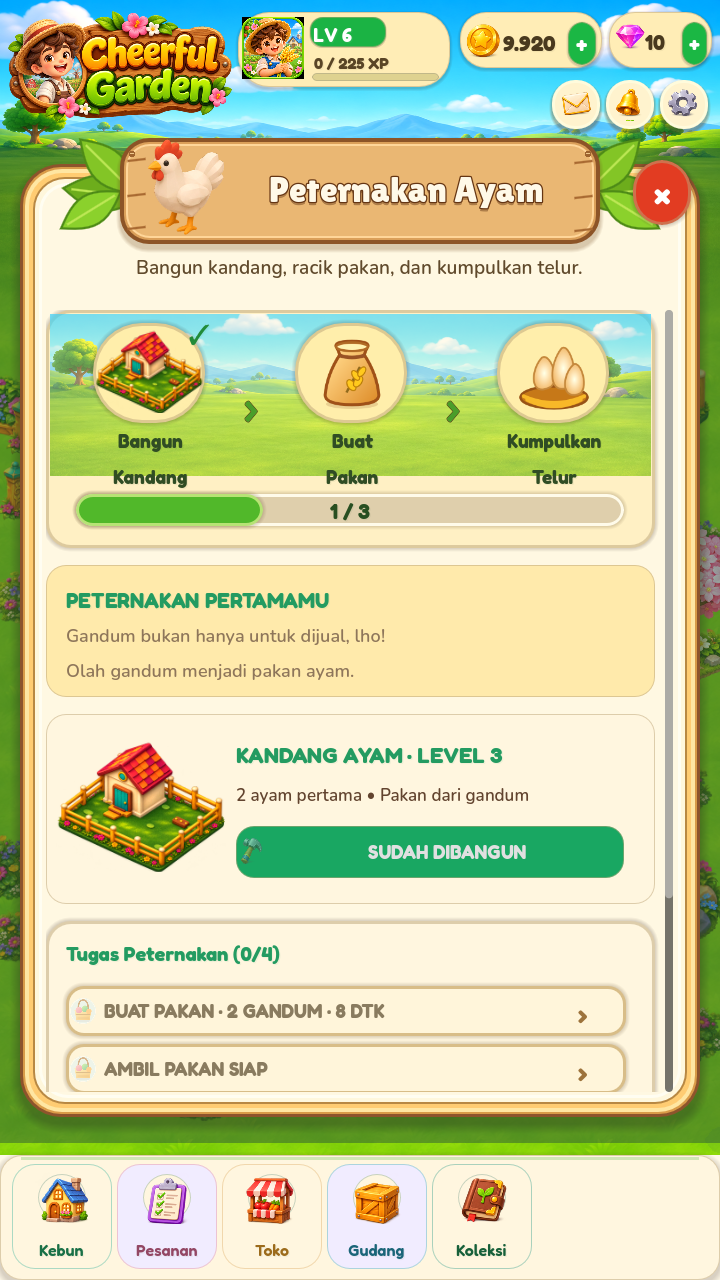 Cheerful
Garden
LV 6
0 / 225 XP
9.920
+
10
+
Peternakan Ayam
Bangun kandang, racik pakan, dan kumpulkan telur.
Bangun
Kandang
Buat
Pakan
Kumpulkan
Telur
1 / 3
PETERNAKAN PERTAMAMU
Gandum bukan hanya untuk dijual, lho!
Olah gandum menjadi pakan ayam.
KANDANG AYAM · LEVEL 3
2 ayam pertama • Pakan dari gandum
SUDAH DIBANGUN
Tugas Peternakan (0/4)
BUAT PAKAN · 2 GANDUM · 8 DTK
AMBIL PAKAN SIAP
Kebun
Pesanan
Toko
Gudang
Koleksi